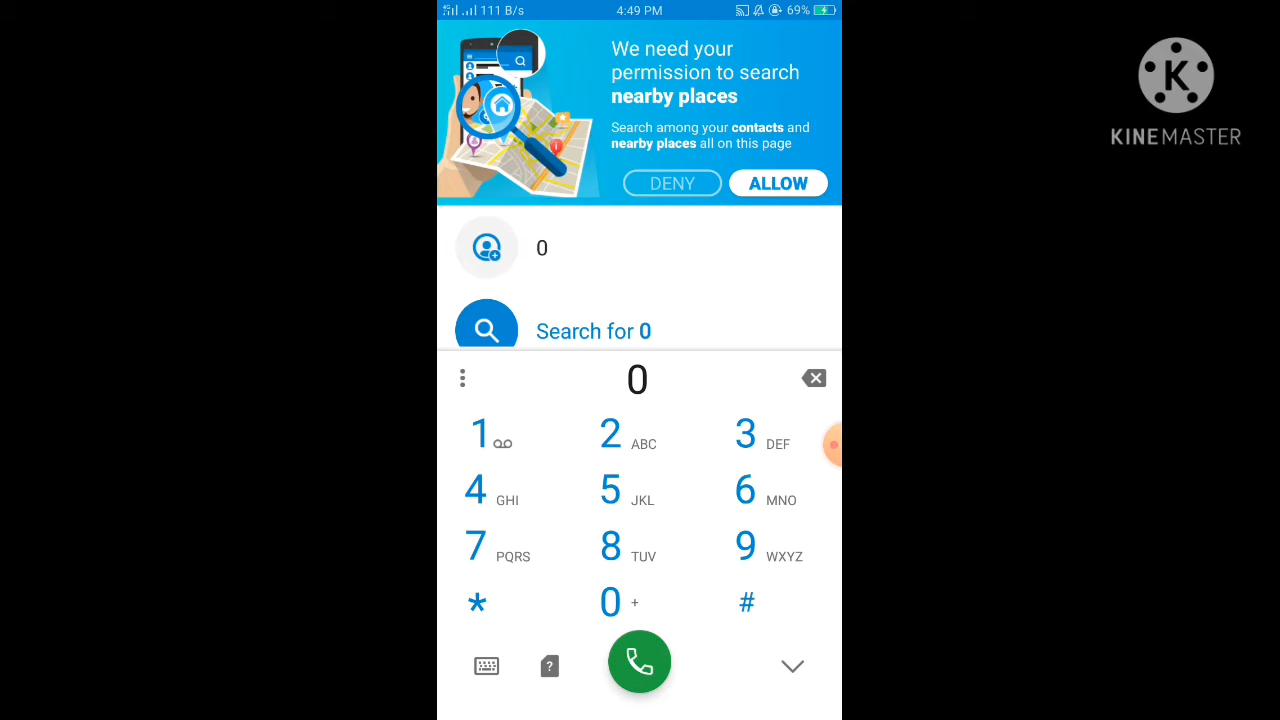 111 B/s 4:49 PM 69%
We need your
permission to search
nearby places
Search among your contacts and
nearby places all on this page
DENY ALLOW
0
Search for 0
0
1 2 ABC 3 DEF
4 GHI 5 JKL 6 MNO
7 PQRS 8 TUV 9 WXYZ
* 0 + #
?
K
KINEMASTER